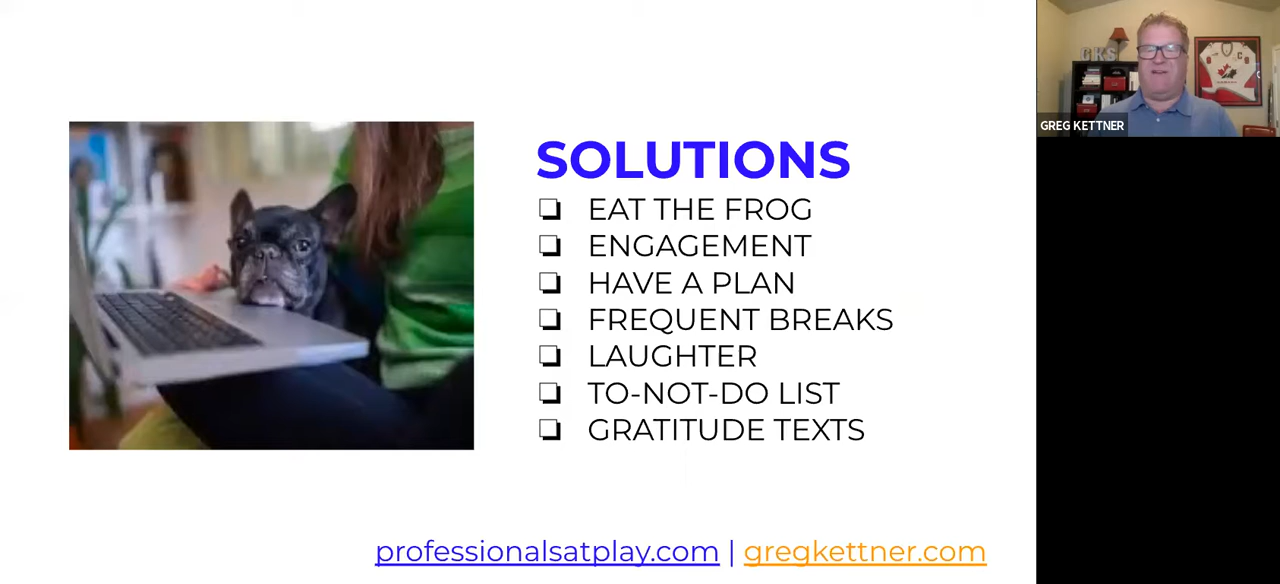 SOLUTIONS
EAT THE FROG
ENGAGEMENT
HAVE A PLAN
FREQUENT BREAKS
LAUGHTER
TO-NOT-DO LIST
GRATITUDE TEXTS
professionalsatplay.com | gregkettner.com
GKS
GREG KETTNER